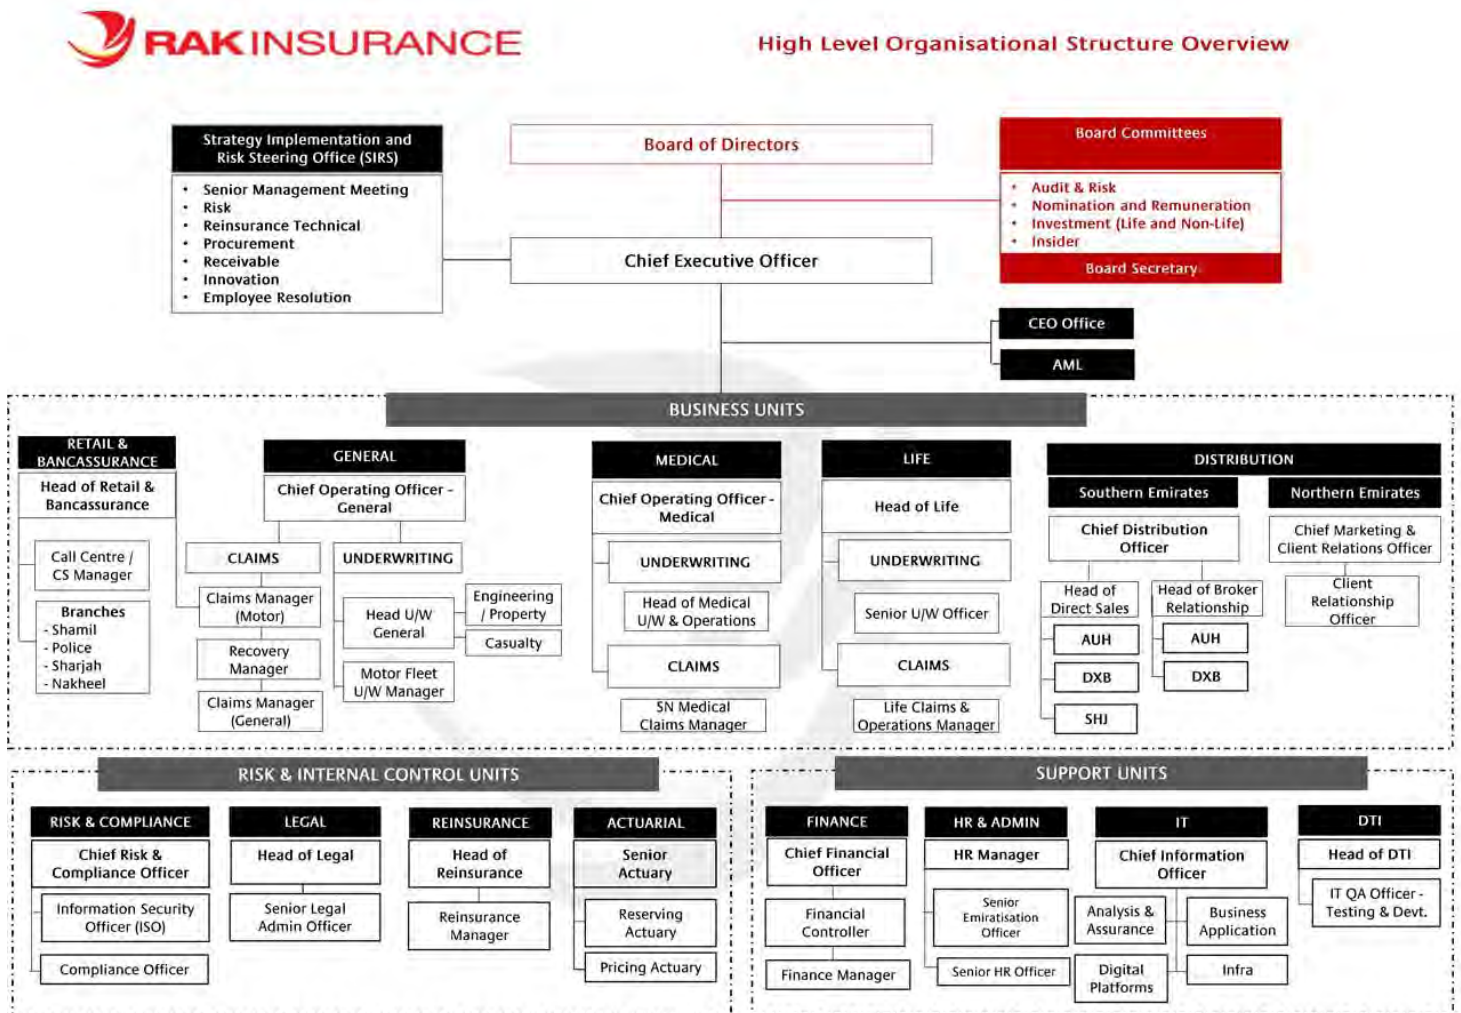 RAK INSURANCE
High Level Organisational Structure Overview
Strategy Implementation and
Risk Steering Office (SIRS)
• Senior Management Meeting
• Risk
• Reinsurance Technical
• Procurement
• Receivable
• Innovation
• Employee Resolution
Board of Directors
Chief Executive Officer
Board Committees
• Audit & Risk
• Nomination and Remuneration
• Investment (Life and Non-Life)
• Insider
Board Secretary
CEO Office
AML
BUSINESS UNITS
RETAIL &
BANCASSURANCE
Head of Retail &
Bancassurance
Call Centre /
CS Manager
Branches
- Shamil
- Police
- Sharjah
- Nakheel
GENERAL
Chief Operating Officer -
General
CLAIMS
Claims Manager
(Motor)
Recovery
Manager
Claims Manager
(General)
UNDERWRITING
Head U/W
General
Engineering
/ Property
Casualty
Motor Fleet
U/W Manager
MEDICAL
Chief Operating Officer -
Medical
UNDERWRITING
Head of Medical
U/W & Operations
CLAIMS
SN Medical
Claims Manager
LIFE
Head of Life
UNDERWRITING
Senior U/W Officer
CLAIMS
Life Claims &
Operations Manager
DISTRIBUTION
Southern Emirates
Chief Distribution
Officer
Head of
Direct Sales
AUH
DXB
SHJ
Head of Broker
Relationship
AUH
DXB
Northern Emirates
Chief Marketing &
Client Relations Officer
Client
Relationship
Officer
RISK & INTERNAL CONTROL UNITS
RISK & COMPLIANCE
Chief Risk &
Compliance Officer
Information Security
Officer (ISO)
Compliance Officer
LEGAL
Head of Legal
Senior Legal
Admin Officer
REINSURANCE
Head of
Reinsurance
Reinsurance
Manager
ACTUARIAL
Senior
Actuary
Reserving
Actuary
Pricing Actuary
SUPPORT UNITS
FINANCE
Chief Financial
Officer
Financial
Controller
Finance Manager
HR & ADMIN
HR Manager
Senior
Emiratisation
Officer
Senior HR Officer
IT
Chief Information
Officer
Analysis &
Assurance
Business
Application
Digital
Platforms
Infra
DTI
Head of DTI
IT QA Officer -
Testing & Devt.